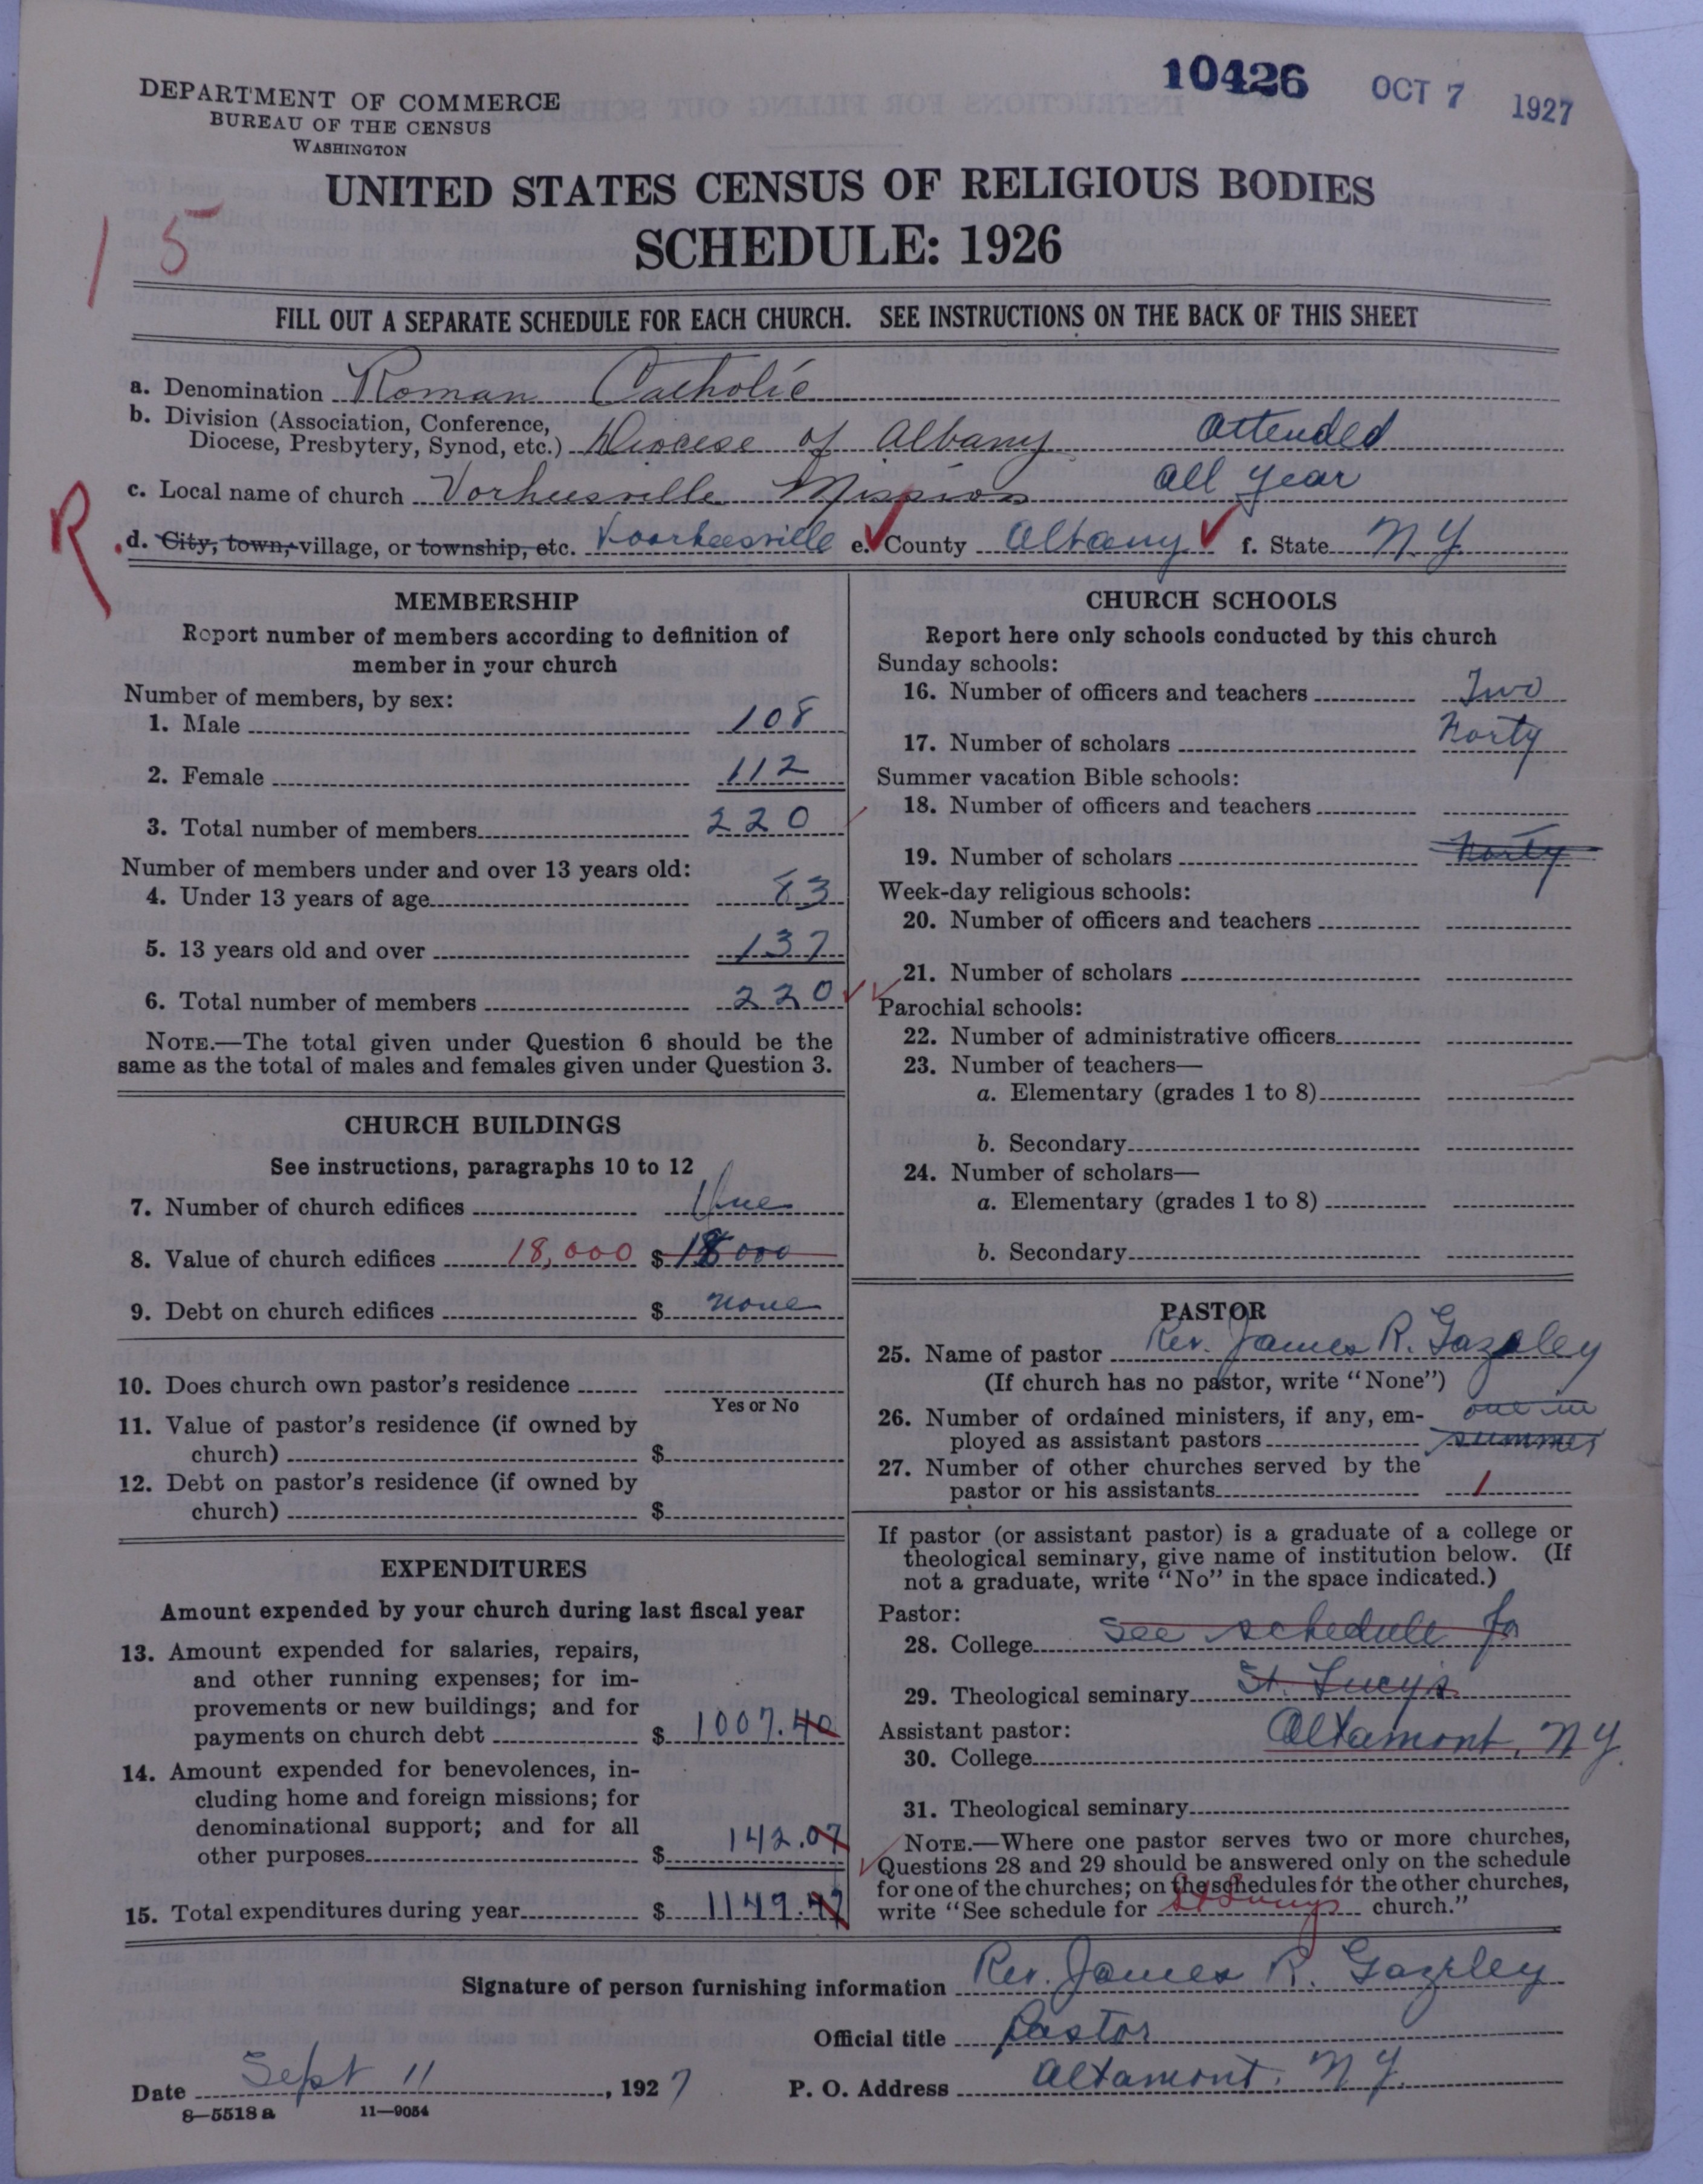 10426 OCT 7 1927
DEPARTMENT OF COMMERCE
BUREAU OF THE CENSUS
WASHINGTON
UNITED STATES CENSUS OF RELIGIOUS BODIES
SCHEDULE: 1926
15
FILL OUT A SEPARATE SCHEDULE FOR EACH CHURCH. SEE INSTRUCTIONS ON THE BACK OF THIS SHEET
a. Denomination Roman Catholic
b. Division (Association, Conference,
Diocese, Presbytery, Synod, etc.) Diocese of Albany attended
c. Local name of church Vorheesville Mission all year
R
d. City, town, village, or township, etc. Voorheesville e. County Albany f. State N.Y.
MEMBERSHIP
Report number of members according to definition of
member in your church
Number of members, by sex:
1. Male 108
2. Female 112
3. Total number of members 220
Number of members under and over 13 years old:
4. Under 13 years of age 83
5. 13 years old and over 137
6. Total number of members 220
NOTE.—The total given under Question 6 should be the
same as the total of males and females given under Question 3.
CHURCH BUILDINGS
See instructions, paragraphs 10 to 12
7. Number of church edifices One
8. Value of church edifices 18,000 $ 18000
9. Debt on church edifices $ none
10. Does church own pastor's residence
Yes or No
11. Value of pastor's residence (if owned by
church) $
12. Debt on pastor's residence (if owned by
church) $
EXPENDITURES
Amount expended by your church during last fiscal year
13. Amount expended for salaries, repairs,
and other running expenses; for im-
provements or new buildings; and for
payments on church debt $ 1007.40
14. Amount expended for benevolences, in-
cluding home and foreign missions; for
denominational support; and for all
other purposes $ 142.07
15. Total expenditures during year $ 1149.47
CHURCH SCHOOLS
Report here only schools conducted by this church
Sunday schools:
16. Number of officers and teachers Two
17. Number of scholars Forty
Summer vacation Bible schools:
18. Number of officers and teachers
19. Number of scholars Forty
Week-day religious schools:
20. Number of officers and teachers
21. Number of scholars
Parochial schools:
22. Number of administrative officers
23. Number of teachers—
a. Elementary (grades 1 to 8)
b. Secondary
24. Number of scholars—
a. Elementary (grades 1 to 8)
b. Secondary
PASTOR
25. Name of pastor Rev. James R. Gazeley
(If church has no pastor, write "None")
26. Number of ordained ministers, if any, em- one in
ployed as assistant pastors summer
27. Number of other churches served by the
pastor or his assistants 1
If pastor (or assistant pastor) is a graduate of a college or
theological seminary, give name of institution below. (If
not a graduate, write "No" in the space indicated.)
Pastor:
28. College See schedule for
29. Theological seminary St. Lucy's
Assistant pastor: Altamont, N.Y.
30. College
31. Theological seminary
NOTE.—Where one pastor serves two or more churches,
Questions 28 and 29 should be answered only on the schedule
for one of the churches; on the schedules for the other churches,
write "See schedule for St Lucys church."
Signature of person furnishing information Rev. James R. Gazeley
Official title Pastor
Date Sept 11, 1927 P. O. Address Altamont. N.Y.
8—5518 a 11—9054